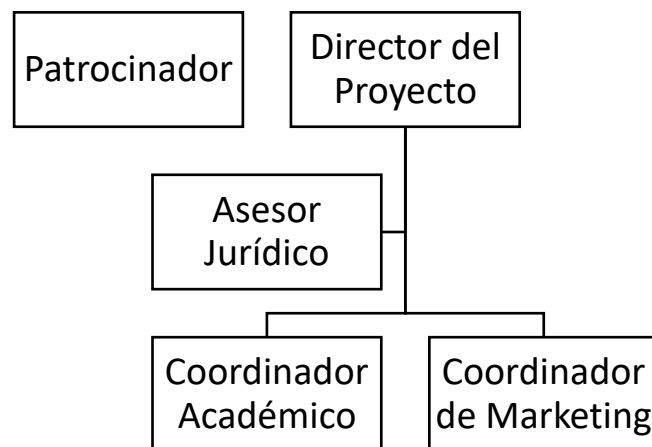 Patrocinador
Director del
Proyecto
Asesor
Jurídico
Coordinador
Académico
Coordinador
de Marketing